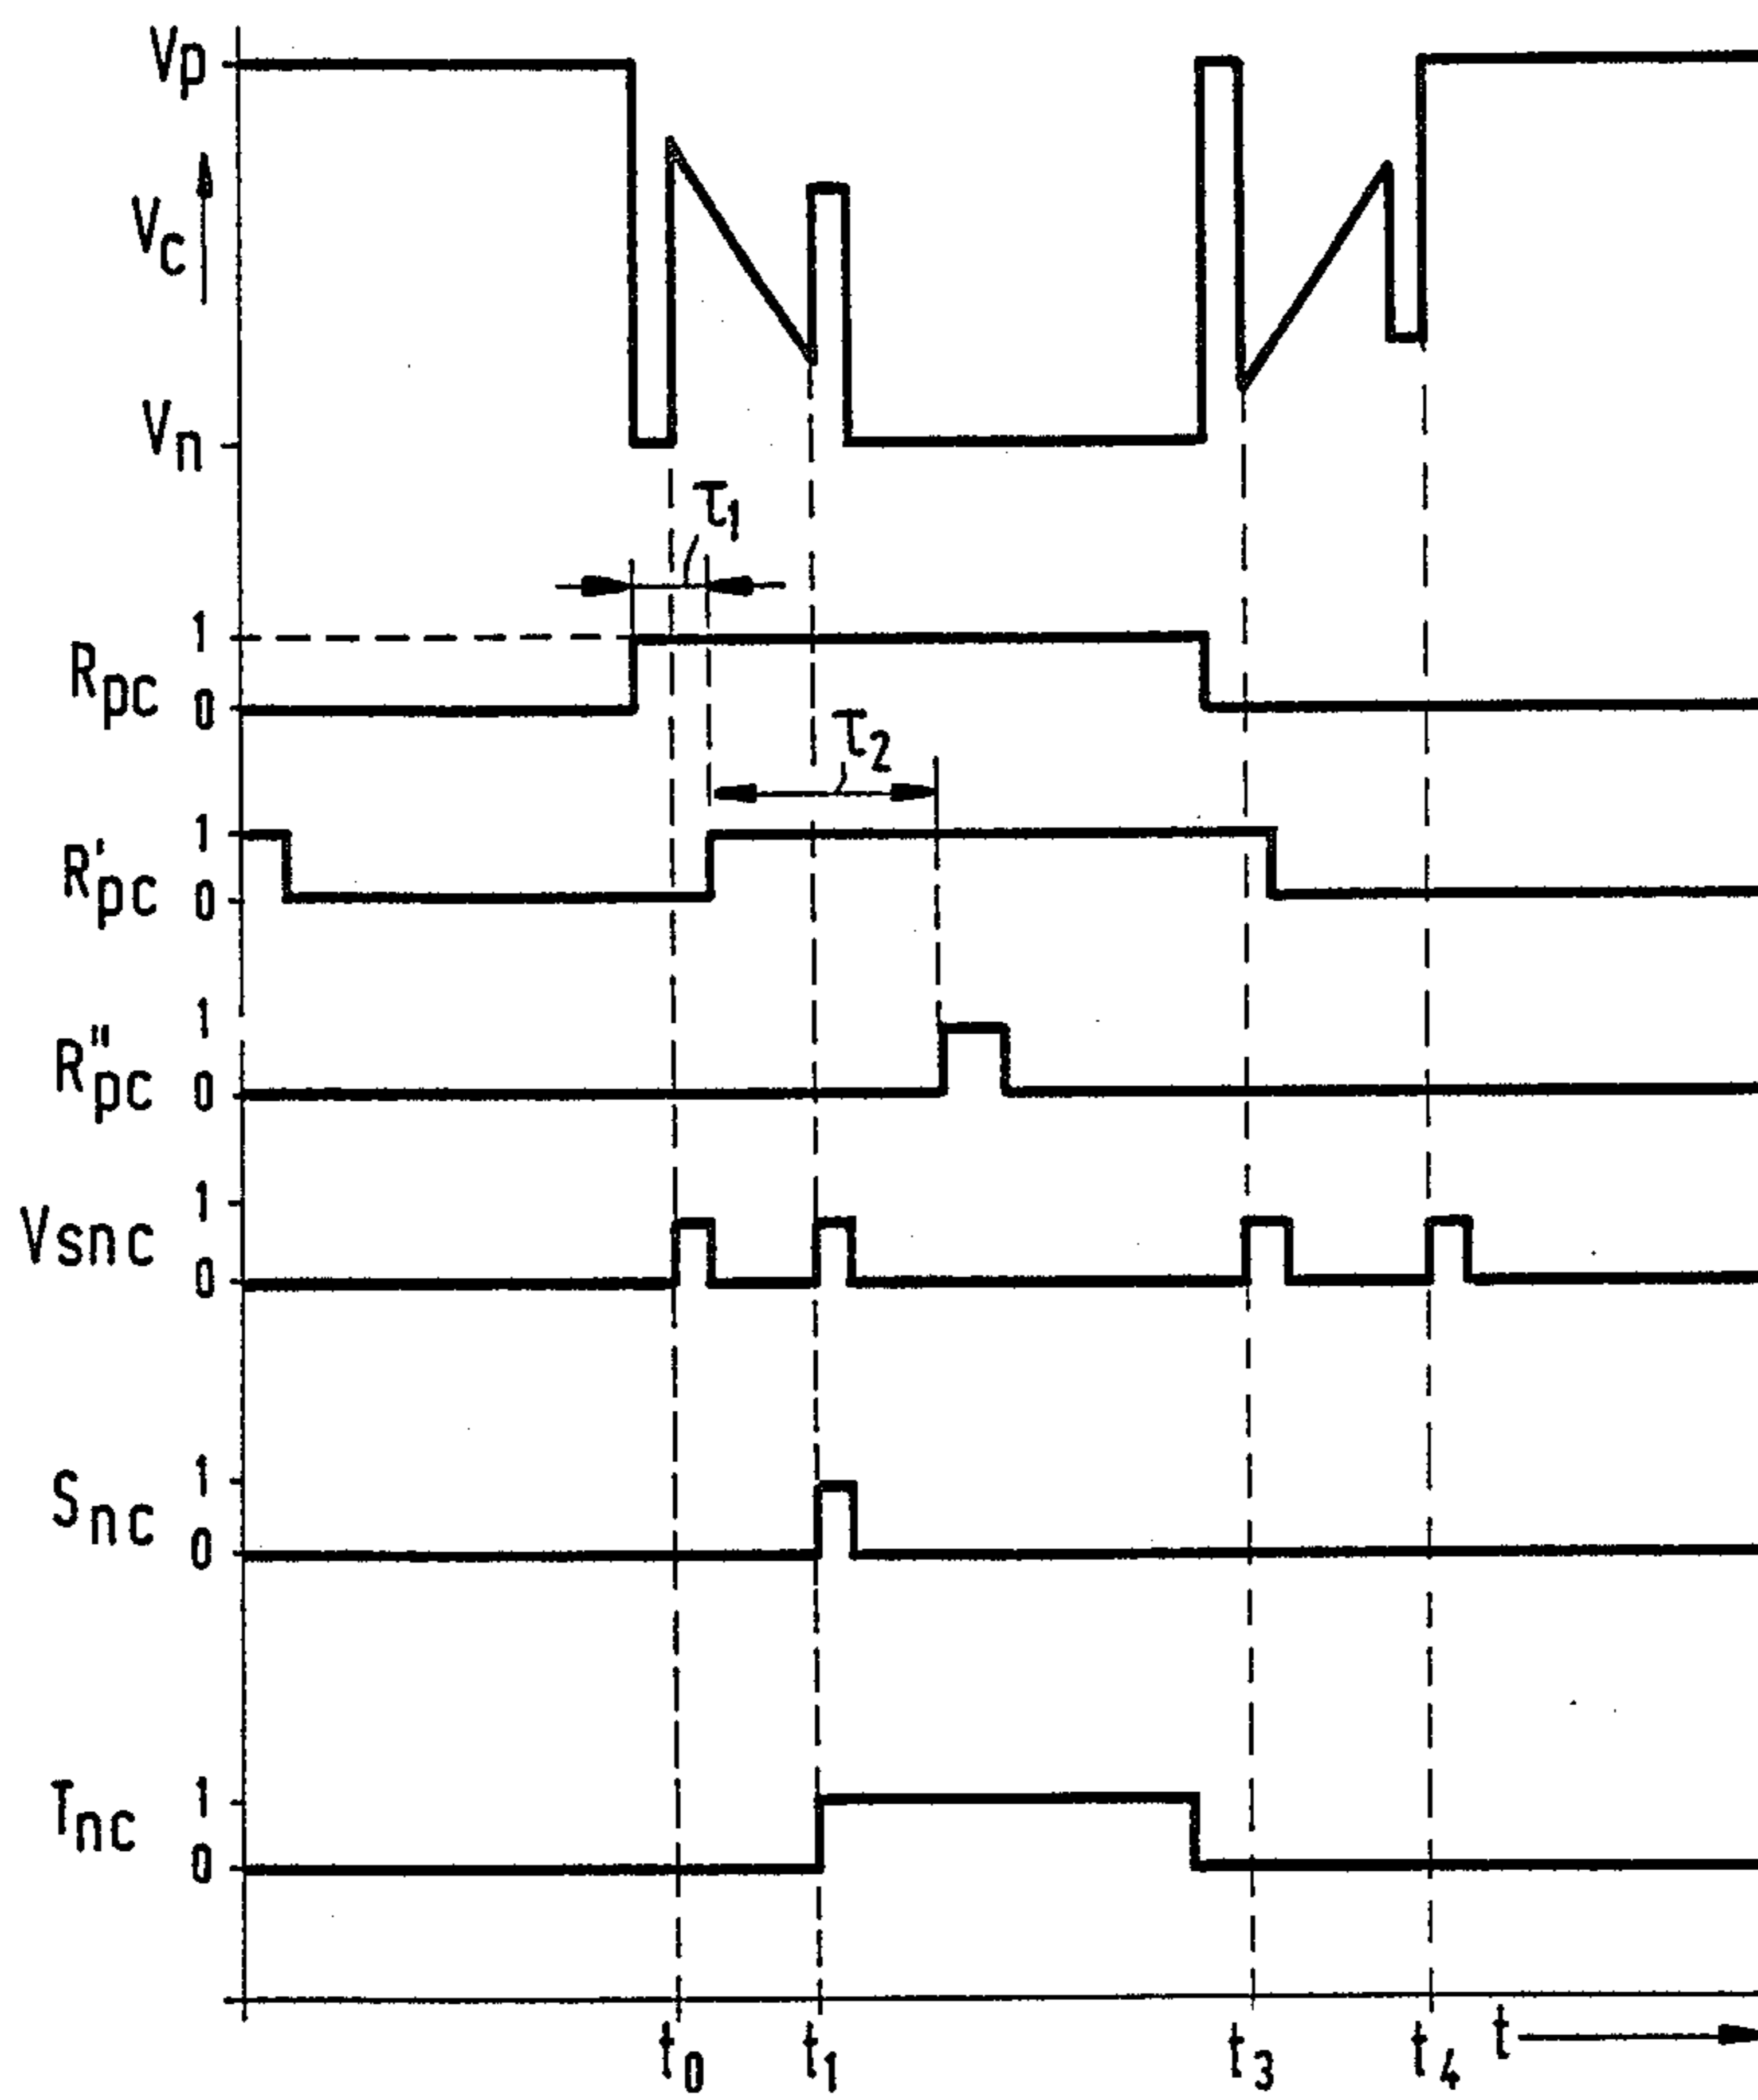 Vp
Vc
Vn
τ1
1
Rpc 0
τ2
1
R'pc 0
1
R"pc 0
1
Vsnc 0
1
Snc 0
1
Tnc 0
t0 t1 t3 t4 t